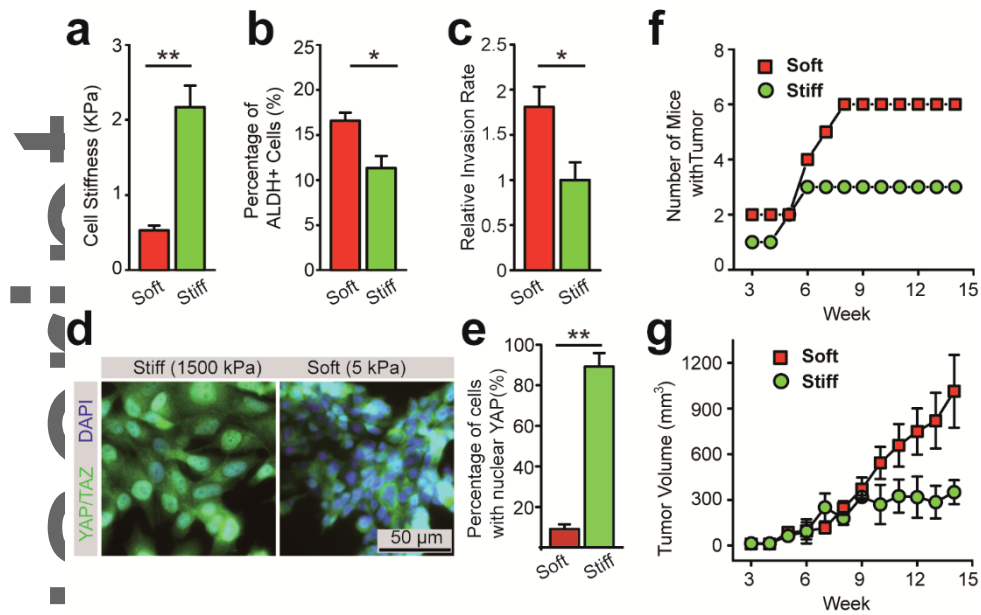 a
**
Cell Stiffness (KPa)
3
2
1
0
Soft
Stiff
b
*
Percentage of
ALDH+ Cells (%)
25
20
15
10
5
0
Soft
Stiff
c
*
Relative Invasion Rate
2.5
2
1.5
1
0.5
0
Soft
Stiff
d
Stiff (1500 kPa)
Soft (5 kPa)
YAP/TAZ DAPI
50 µm
e
**
Percentage of cells
with nuclear YAP(%)
100
80
60
40
20
Soft
Stiff
f
Soft
Stiff
Number of Mice
withTumor
8
6
4
2
0
3
6
9
12
15
Week
g
Soft
Stiff
Tumor Volume (mm³)
1200
900
600
300
0
3
6
9
12
15
Week